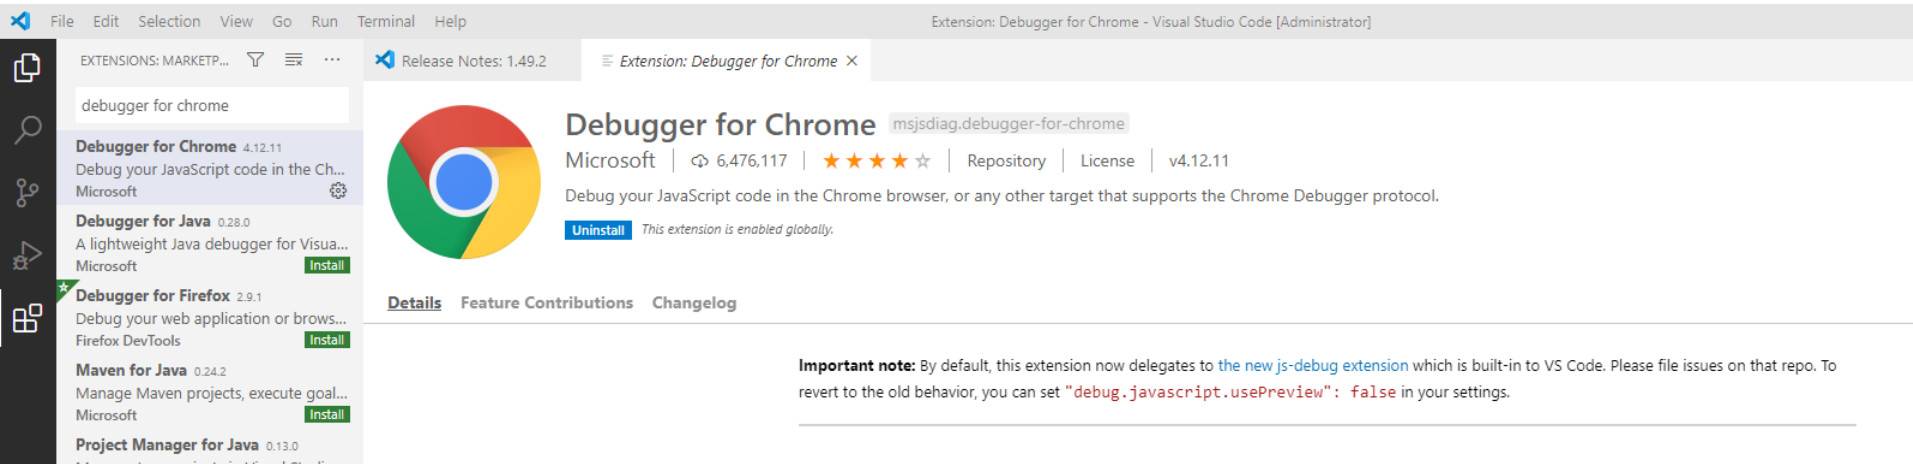 File Edit Selection View Go Run Terminal Help
Extension: Debugger for Chrome - Visual Studio Code [Administrator]
EXTENSIONS: MARKETP...
debugger for chrome
Debugger for Chrome 4.12.11
Debug your JavaScript code in the Ch...
Microsoft
Debugger for Java 0.28.0
A lightweight Java debugger for Visua...
Microsoft Install
Debugger for Firefox 2.9.1
Debug your web application or brows...
Firefox DevTools Install
Maven for Java 0.24.2
Manage Maven projects, execute goal...
Microsoft Install
Project Manager for Java 0.13.0
Release Notes: 1.49.2
Extension: Debugger for Chrome
Debugger for Chrome msjsdiag.debugger-for-chrome
Microsoft 6,476,117 Repository License v4.12.11
Debug your JavaScript code in the Chrome browser, or any other target that supports the Chrome Debugger protocol.
Uninstall This extension is enabled globally.
Details Feature Contributions Changelog
Important note: By default, this extension now delegates to the new js-debug extension which is built-in to VS Code. Please file issues on that repo. To
revert to the old behavior, you can set "debug.javascript.usePreview": false in your settings.